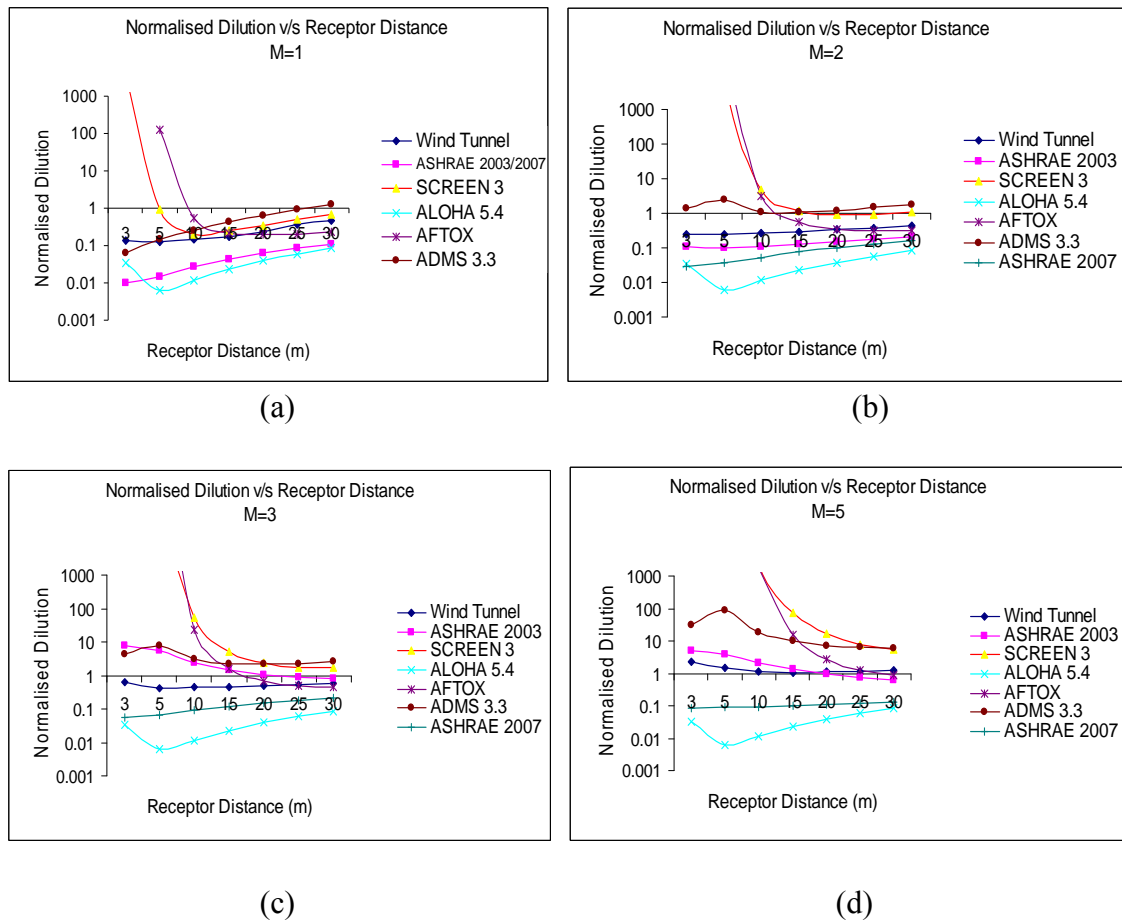 Normalised Dilution v/s Receptor Distance
M=1
Normalised Dilution
1000
100
10
1
0.1
0.01
0.001
3 5 10 15 20 25 30
Receptor Distance (m)
Wind Tunnel
ASHRAE 2003/2007
SCREEN 3
ALOHA 5.4
AFTOX
ADMS 3.3
(a)
Normalised Dilution v/s Receptor Distance
M=2
Normalised Dilution
1000
100
10
1
0.1
0.01
0.001
3 5 10 15 20 25 30
Receptor Distance (m)
Wind Tunnel
ASHRAE 2003
SCREEN 3
ALOHA 5.4
AFTOX
ADMS 3.3
ASHRAE 2007
(b)
Normalised Dilution v/s Receptor Distance
M=3
Normalised Dilution
1000
100
10
1
0.1
0.01
0.001
3 5 10 15 20 25 30
Receptor Distance (m)
Wind Tunnel
ASHRAE 2003
SCREEN 3
ALOHA 5.4
AFTOX
ADMS 3.3
ASHRAE 2007
(c)
Normalised Dilution v/s Receptor Distance
M=5
Normalised Dilution
1000
100
10
1
0.1
0.01
0.001
3 5 10 15 20 25 30
Receptor Distance (m)
Wind Tunnel
ASHRAE 2003
SCREEN 3
ALOHA 5.4
AFTOX
ADMS 3.3
ASHRAE 2007
(d)